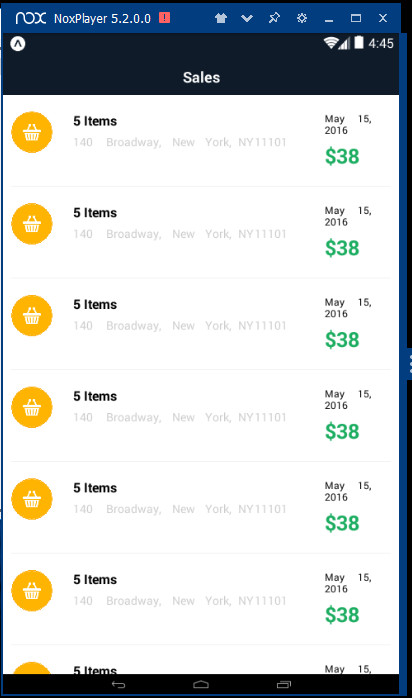 nox NoxPlayer 5.2.0.0
4:45
Sales
5 Items
140 Broadway, New York, NY11101
May 15,
2016
$38
5 Items
140 Broadway, New York, NY11101
May 15,
2016
$38
5 Items
140 Broadway, New York, NY11101
May 15,
2016
$38
5 Items
140 Broadway, New York, NY11101
May 15,
2016
$38
5 Items
140 Broadway, New York, NY11101
May 15,
2016
$38
5 Items
140 Broadway, New York, NY11101
May 15,
2016
$38
5 Items
May 15,